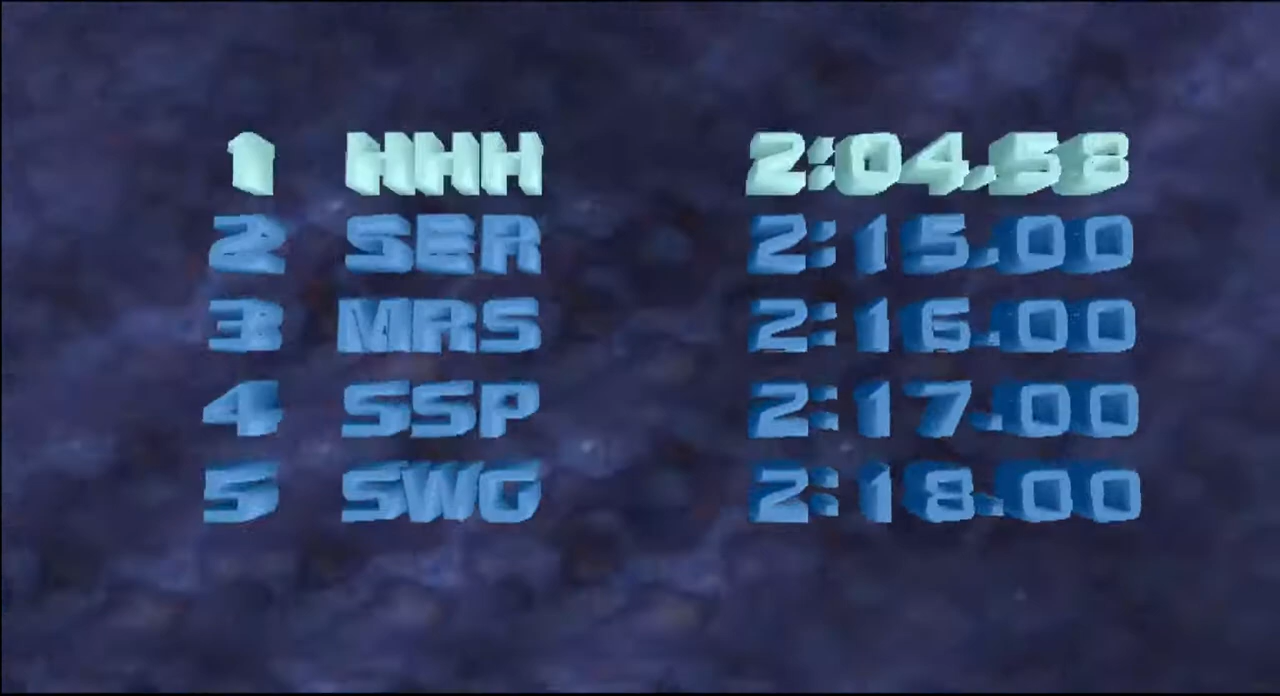 1 HHH 2:04.58
2 SER 2:15.00
3 MRS 2:16.00
4 SSP 2:17.00
5 SWG 2:18.00